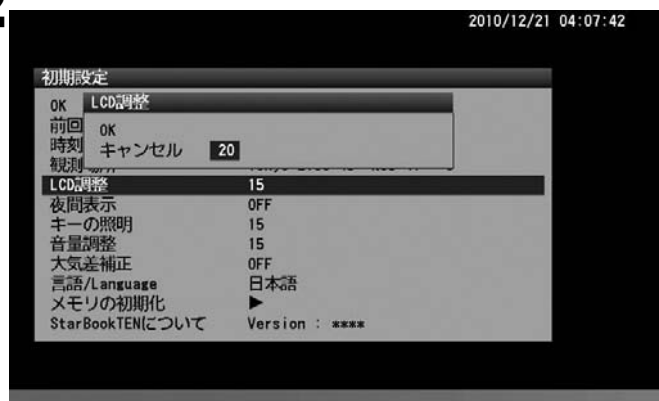 2010/12/21 04:07:42
初期設定
OK
前回
時刻
観測
LCD調整
OK
キャンセル 20
LCD調整 15
夜間表示 OFF
キーの照明 15
音量調整 15
大気差補正 OFF
言語/Language 日本語
メモリの初期化 ▶
StarBookTENについて Version : ****